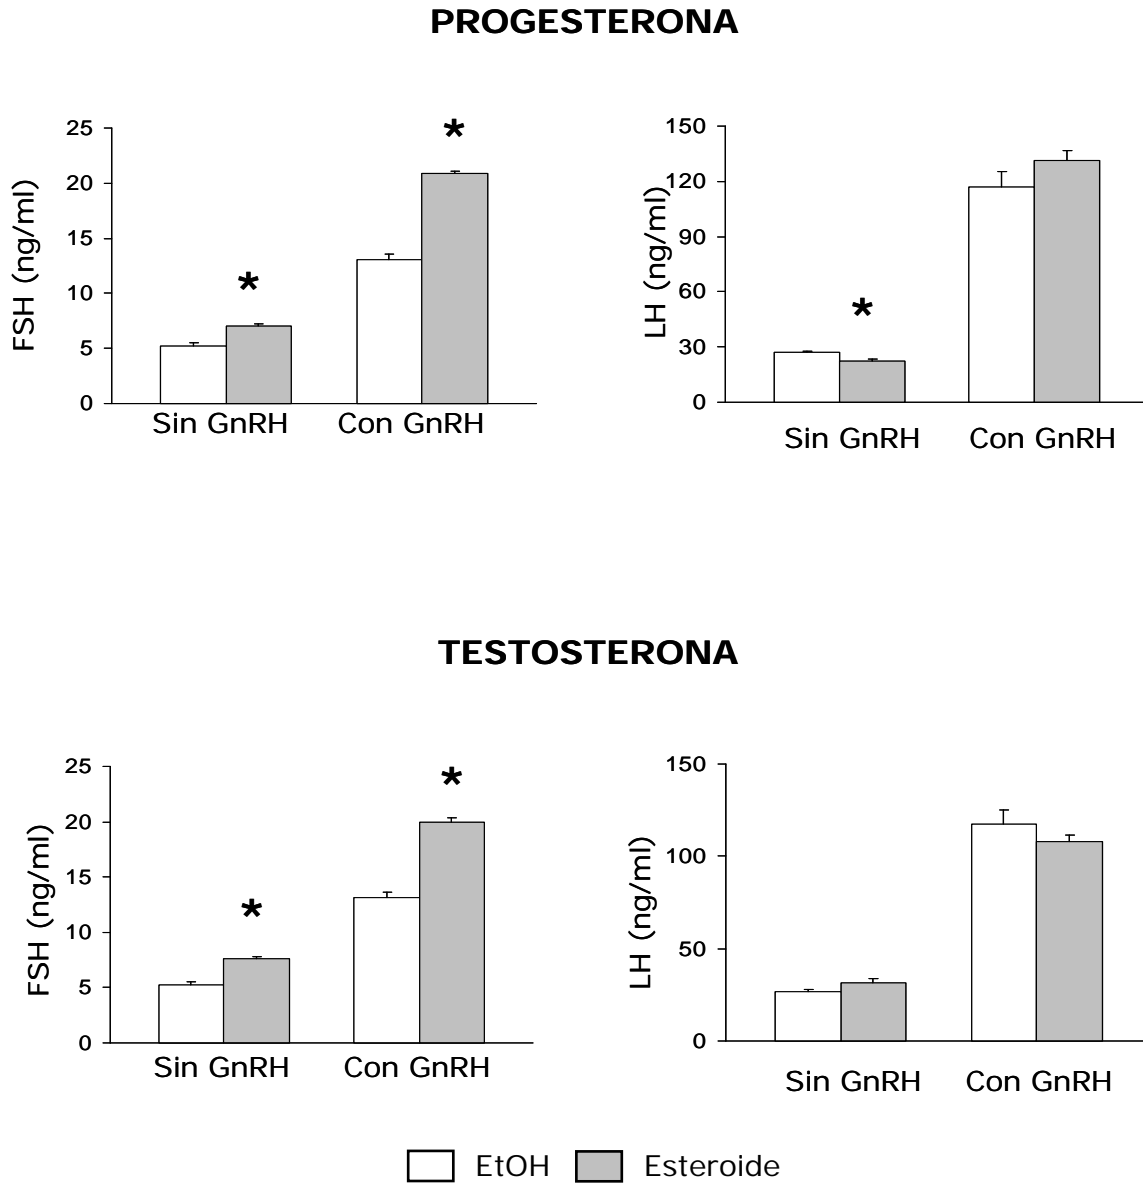 PROGESTERONA
FSH (ng/ml)
25
20
15
10
5
0
*
*
Sin GnRH
Con GnRH
LH (ng/ml)
150
120
90
60
30
0
*
Sin GnRH
Con GnRH
TESTOSTERONA
FSH (ng/ml)
25
20
15
10
5
0
*
*
Sin GnRH
Con GnRH
LH (ng/ml)
150
100
50
0
Sin GnRH
Con GnRH
EtOH
Esteroide